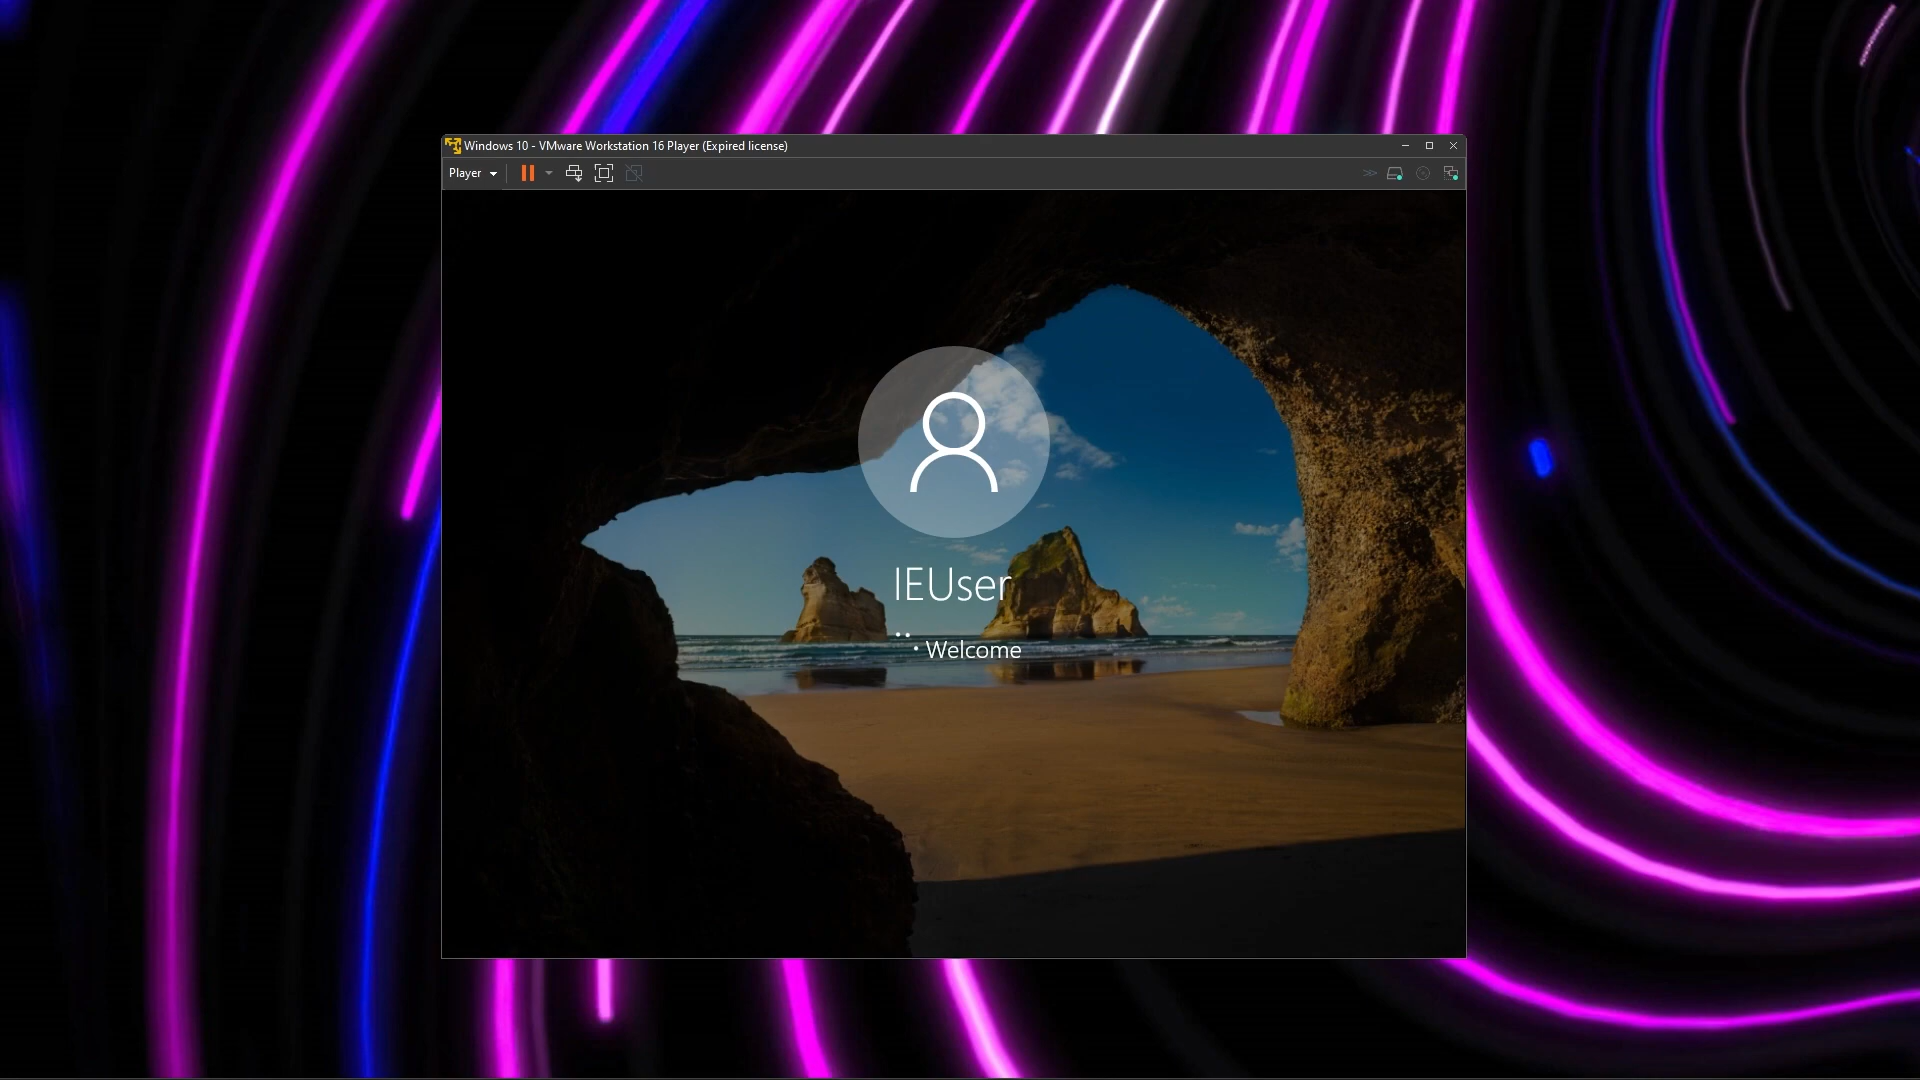 Windows 10 - VMware Workstation 16 Player (Expired license)
Player
IEUser
Welcome